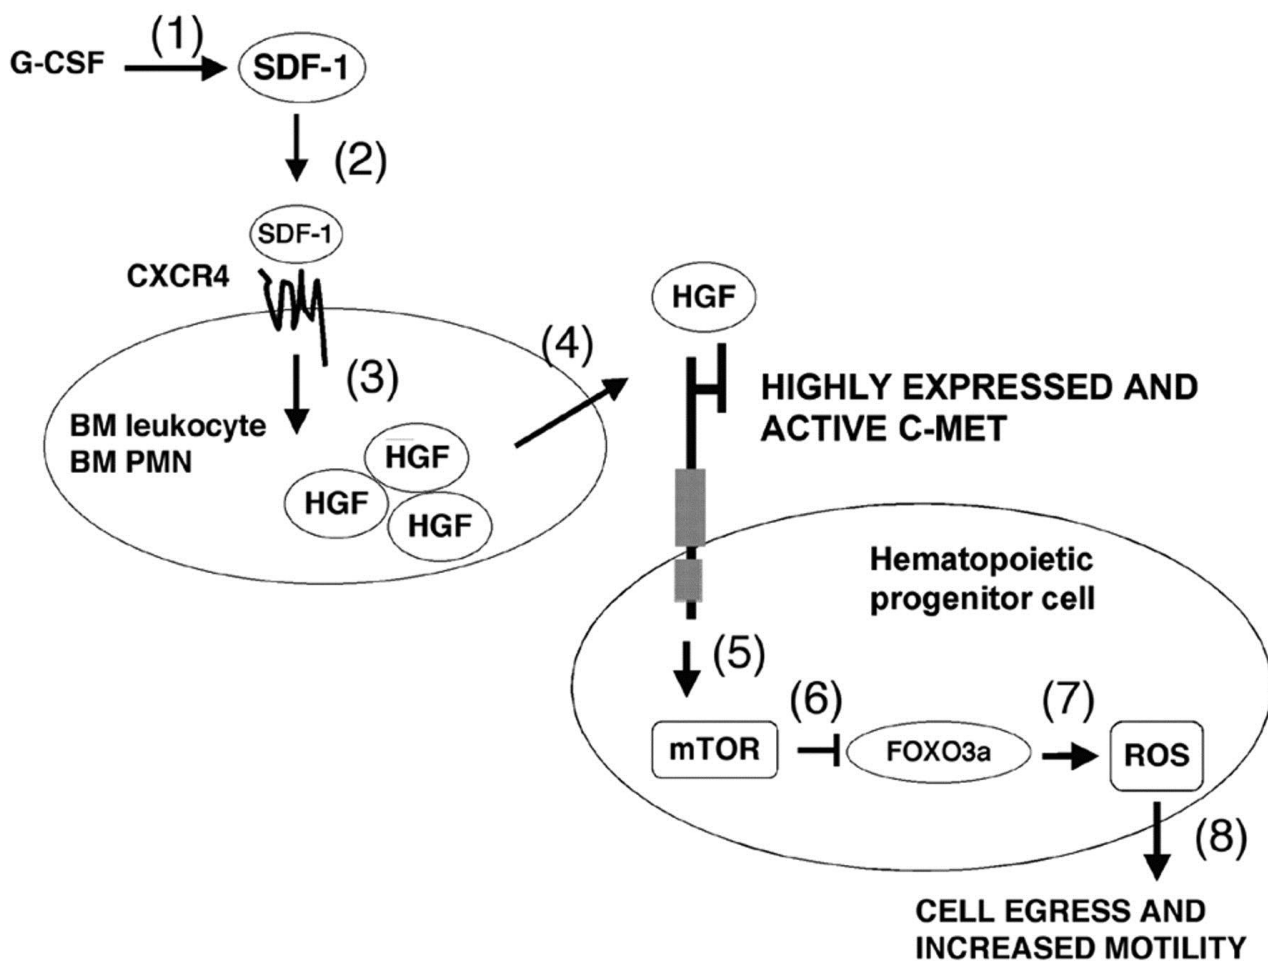 (1)
G-CSF
SDF-1
(2)
SDF-1
CXCR4
(3)
(4)
BM leukocyte
BM PMN
HGF
HGF
HGF
HGF
HIGHLY EXPRESSED AND
ACTIVE C-MET
Hematopoietic
progenitor cell
(5)
mTOR
(6)
FOXO3a
(7)
ROS
(8)
CELL EGRESS AND
INCREASED MOTILITY